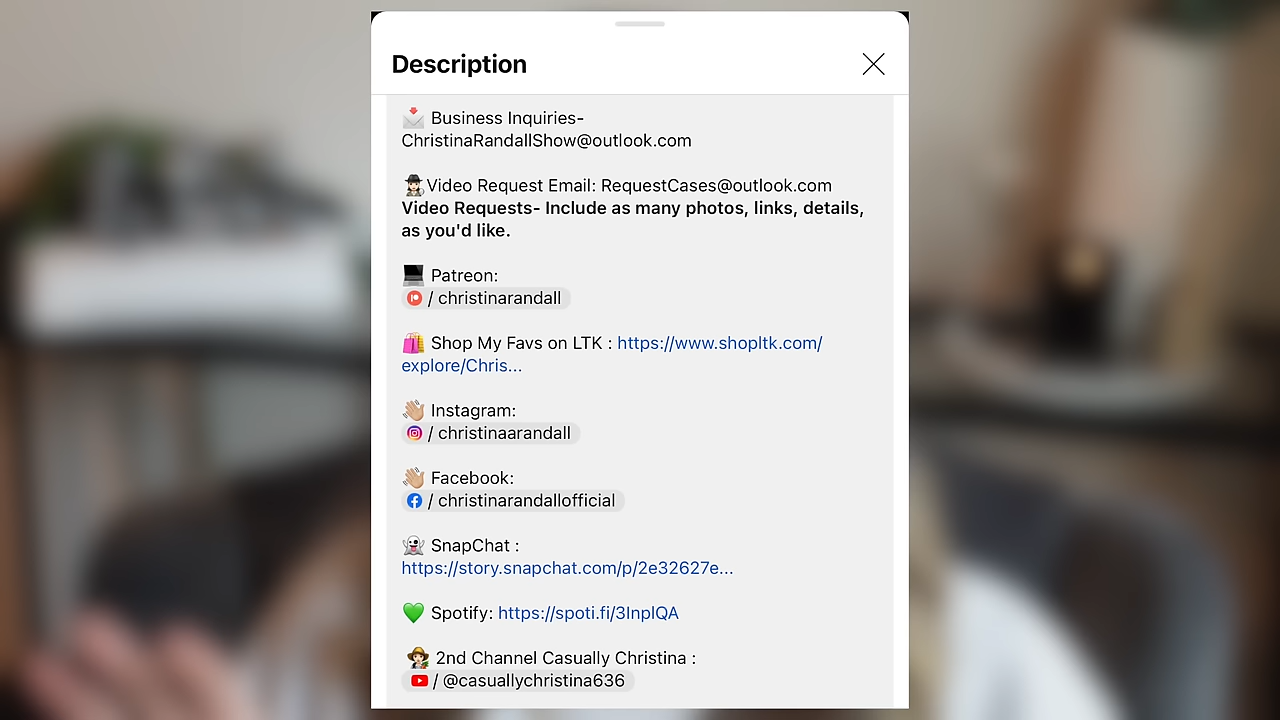 Description
Business Inquiries-
ChristinaRandallShow@outlook.com
Video Request Email: RequestCases@outlook.com
Video Requests- Include as many photos, links, details,
as you'd like.
Patreon:
/ christinarandall
Shop My Favs on LTK : https://www.shopltk.com/
explore/Chris...
Instagram:
/ christinaarandall
Facebook:
/ christinarandallofficial
SnapChat :
https://story.snapchat.com/p/2e32627e...
Spotify: https://spoti.fi/3InplQA
2nd Channel Casually Christina :
/ @casuallychristina636